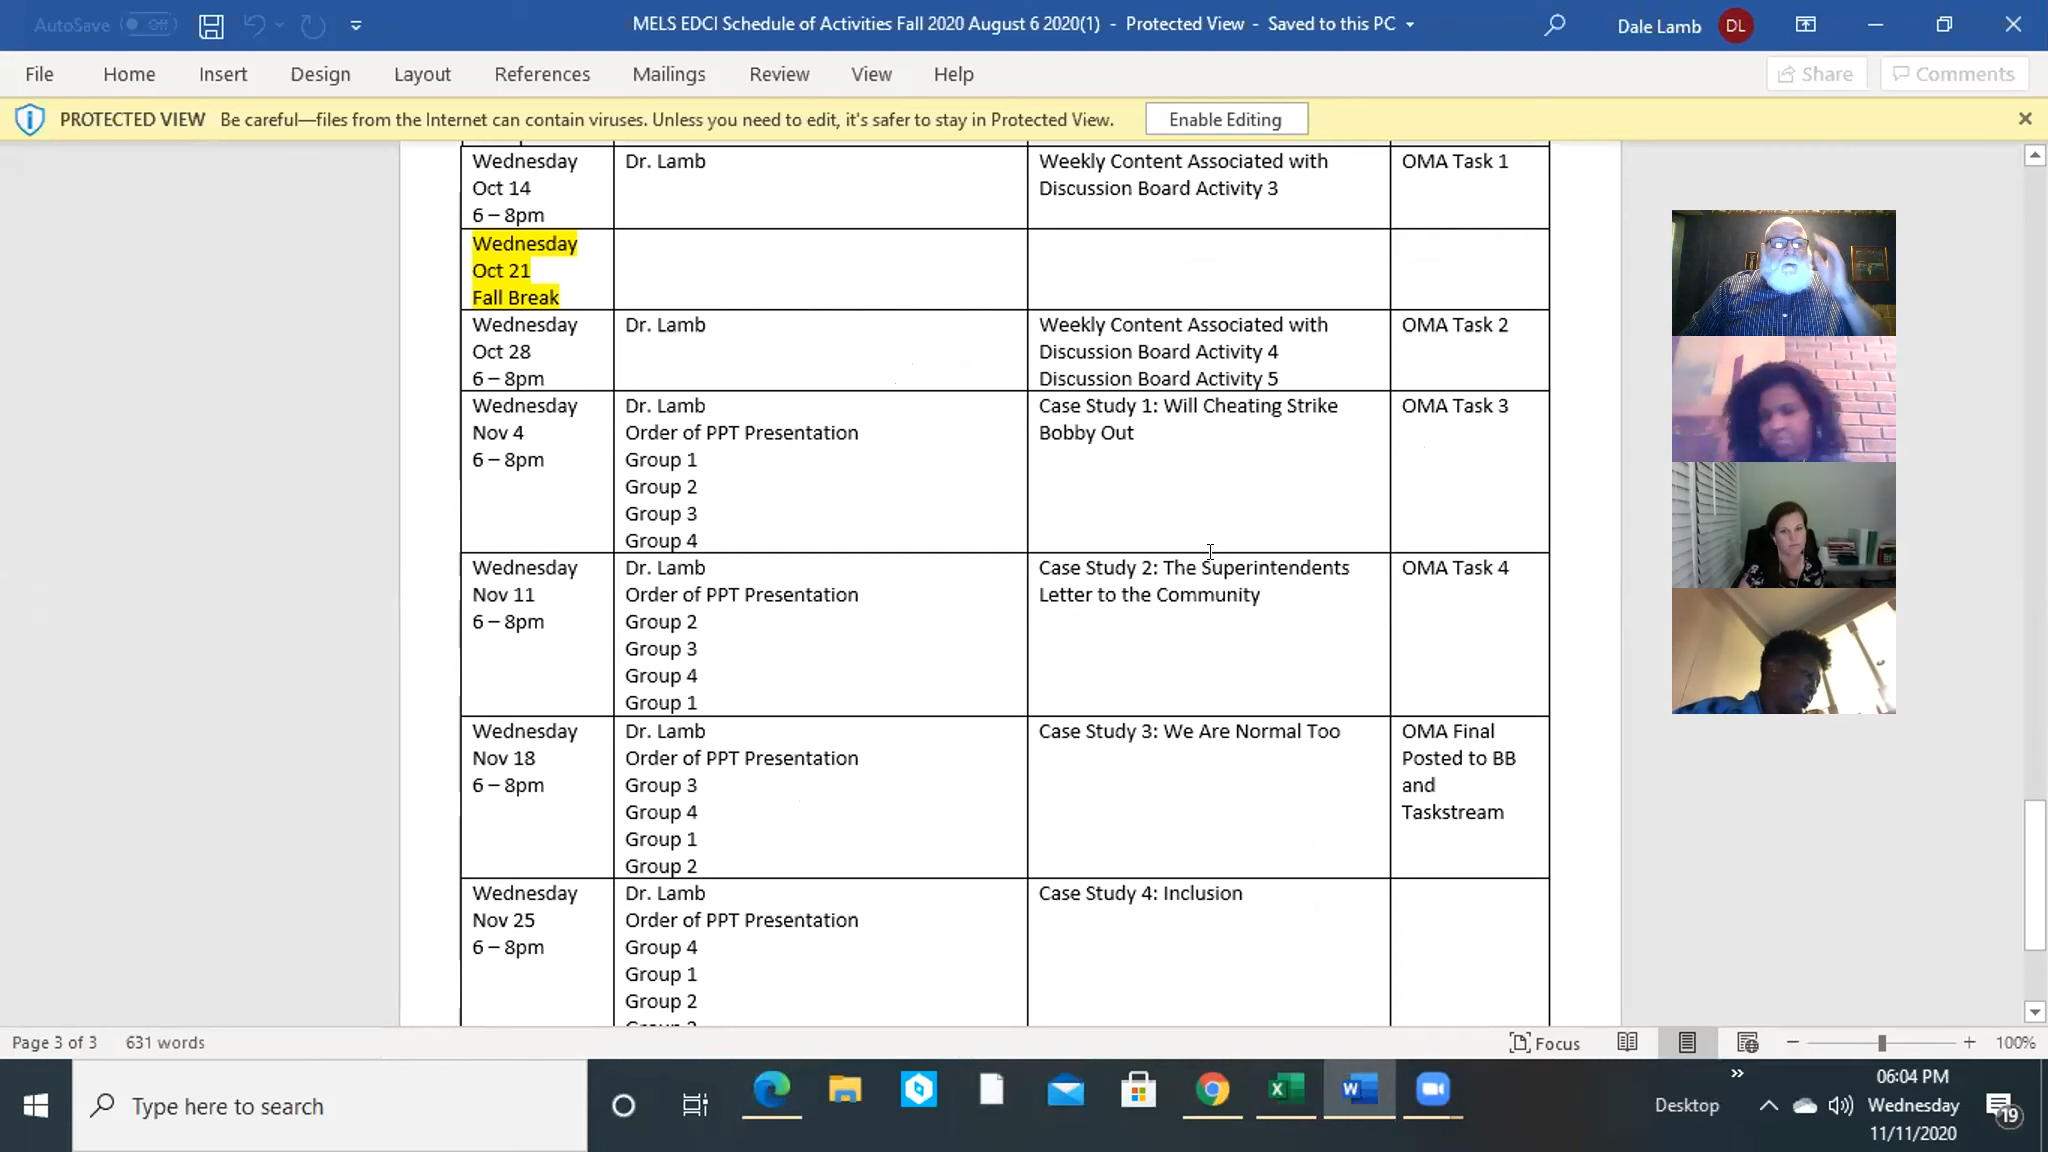 AutoSave Off
MELS EDCI Schedule of Activities Fall 2020 August 6 2020(1) - Protected View - Saved to this PC
Dale Lamb DL
File Home Insert Design Layout References Mailings Review View Help Share Comments
PROTECTED VIEW Be careful—files from the Internet can contain viruses. Unless you need to edit, it's safer to stay in Protected View. Enable Editing
Wednesday
Oct 14
6 – 8pm
Dr. Lamb
Weekly Content Associated with
Discussion Board Activity 3
OMA Task 1
Wednesday
Oct 21
Fall Break
Wednesday
Oct 28
6 – 8pm
Dr. Lamb
Weekly Content Associated with
Discussion Board Activity 4
Discussion Board Activity 5
OMA Task 2
Wednesday
Nov 4
6 – 8pm
Dr. Lamb
Order of PPT Presentation
Group 1
Group 2
Group 3
Group 4
Case Study 1: Will Cheating Strike
Bobby Out
OMA Task 3
Wednesday
Nov 11
6 – 8pm
Dr. Lamb
Order of PPT Presentation
Group 2
Group 3
Group 4
Group 1
Case Study 2: The Superintendents
Letter to the Community
OMA Task 4
Wednesday
Nov 18
6 – 8pm
Dr. Lamb
Order of PPT Presentation
Group 3
Group 4
Group 1
Group 2
Case Study 3: We Are Normal Too
OMA Final
Posted to BB
and
Taskstream
Wednesday
Nov 25
6 – 8pm
Dr. Lamb
Order of PPT Presentation
Group 4
Group 1
Group 2
Case Study 4: Inclusion
Page 3 of 3 631 words
Focus
100%
Type here to search
Desktop
06:04 PM
Wednesday
11/11/2020
19